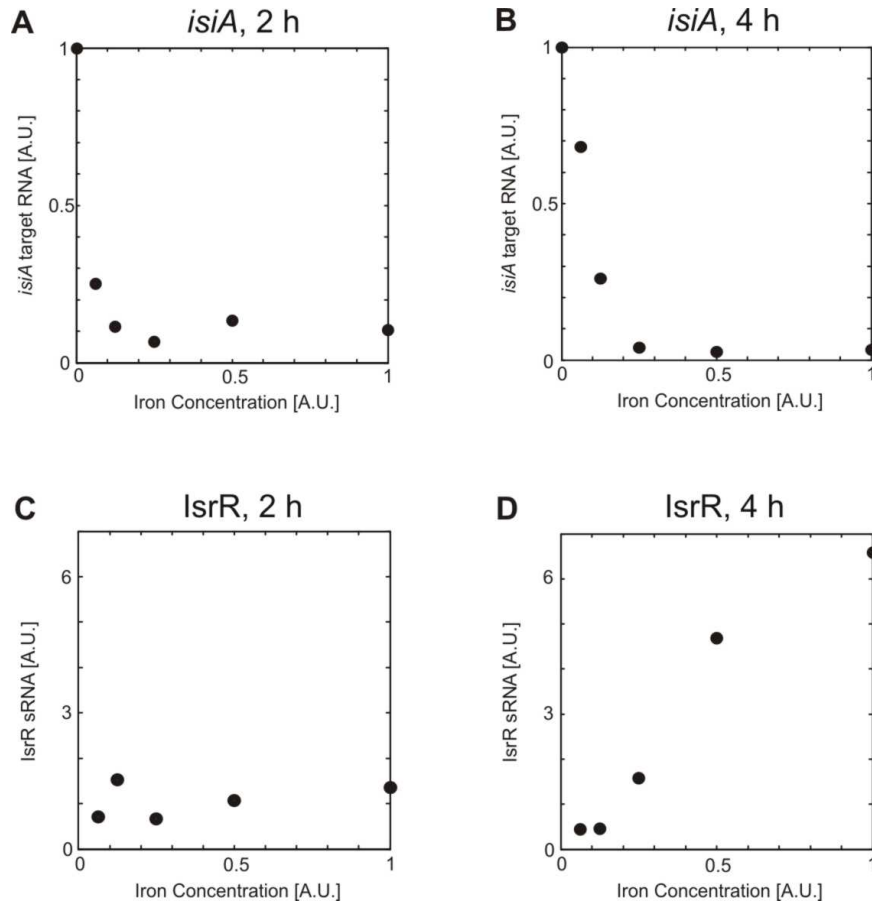 A
isiA, 2 h
1
0.5
0
0
0.5
1
isiA target RNA [A.U.]
Iron Concentration [A.U.]
B
isiA, 4 h
1
0.5
0
0
0.5
1
isiA target RNA [A.U.]
Iron Concentration [A.U.]
C
IsrR, 2 h
6
3
0
0
0.5
1
IsrR sRNA [A.U.]
Iron Concentration [A.U.]
D
IsrR, 4 h
6
3
0
0
0.5
1
IsrR sRNA [A.U.]
Iron Concentration [A.U.]